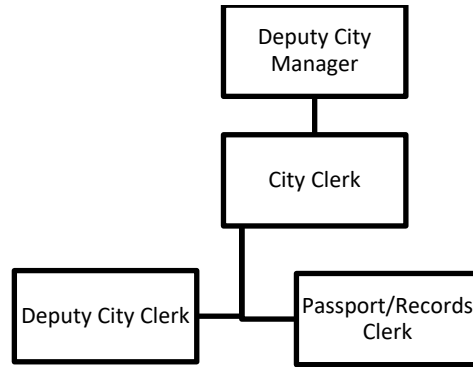 Deputy City
Manager
City Clerk
Deputy City Clerk
Passport/Records
Clerk